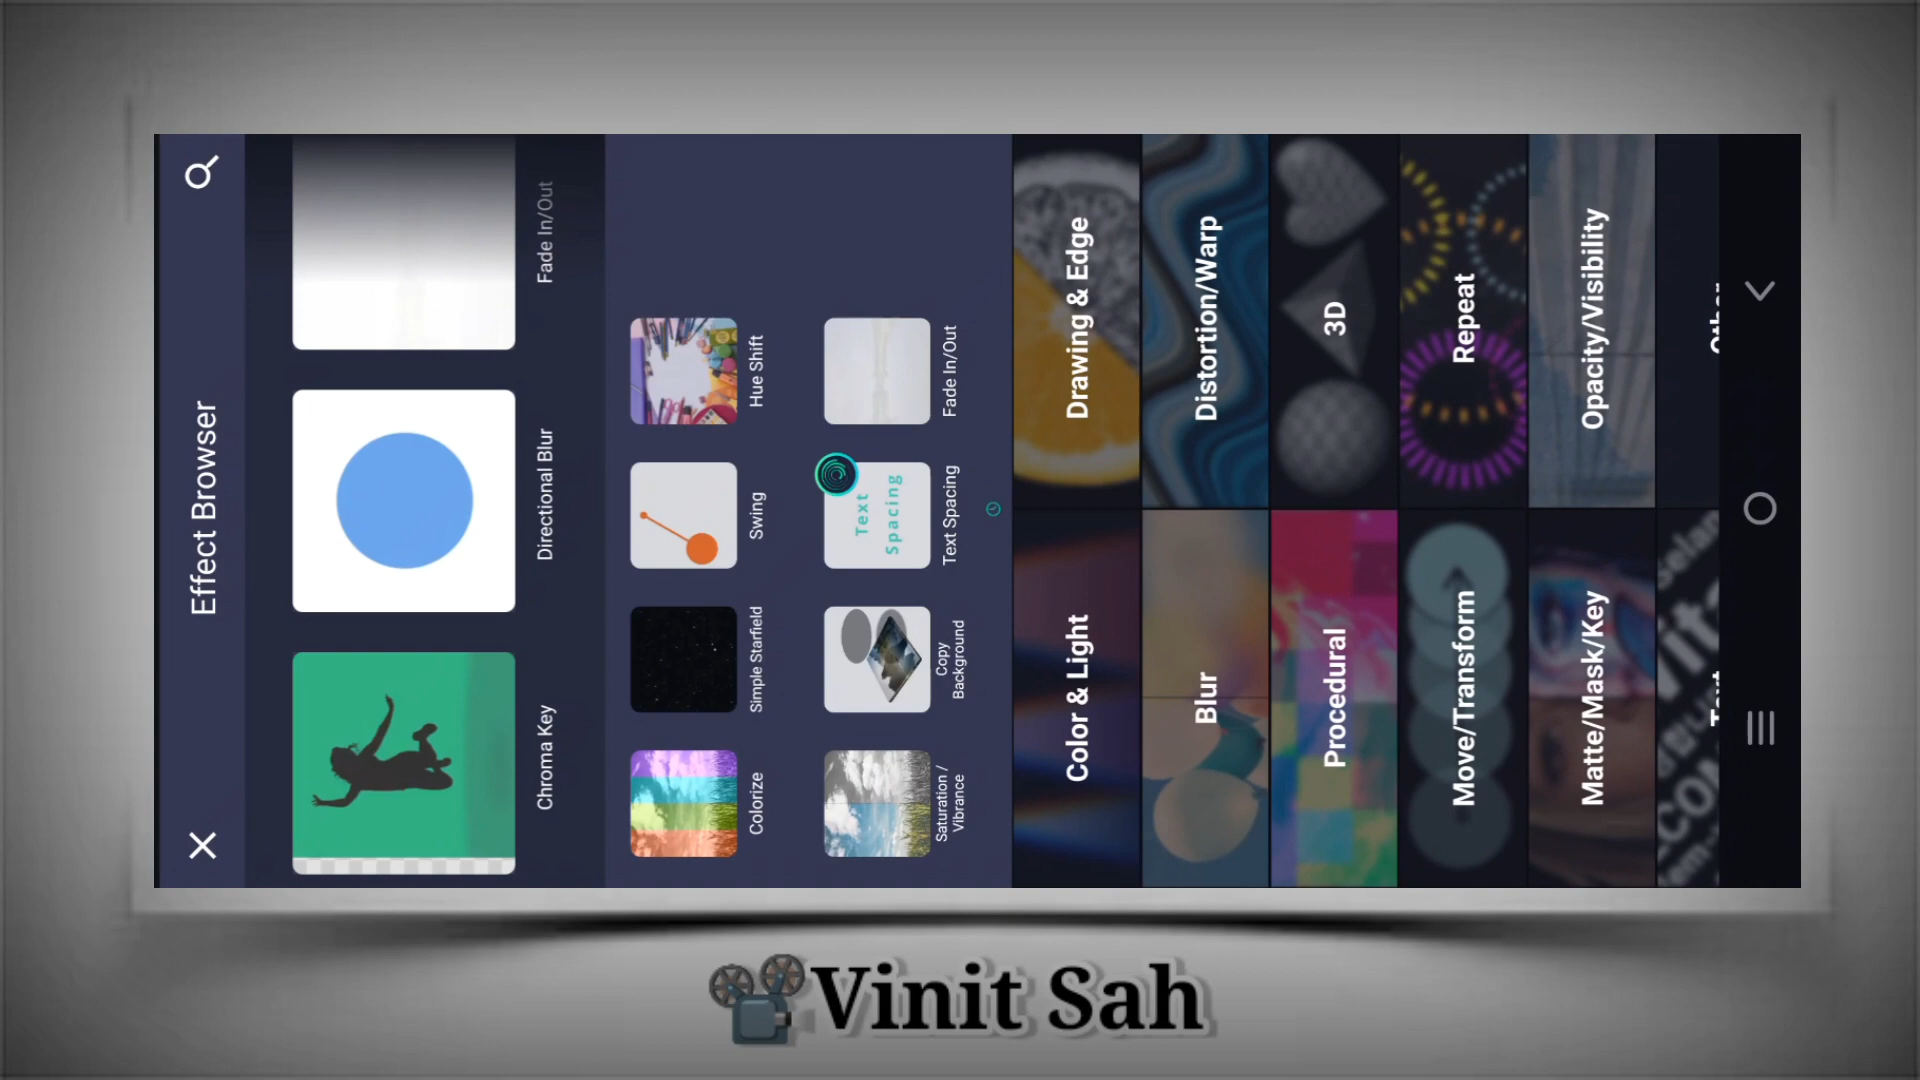 Effect Browser
Chroma Key
Directional Blur
Fade In/Out
Colorize
Simple Starfield
Swing
Hue Shift
Saturation /
Vibrance
Copy
Background
Text
Spacing
Text Spacing
Fade In/Out
Color & Light
Drawing & Edge
Blur
Distortion/Warp
Procedural
3D
Move/Transform
Repeat
Matte/Mask/Key
Opacity/Visibility
Text
Other
Vinit Sah